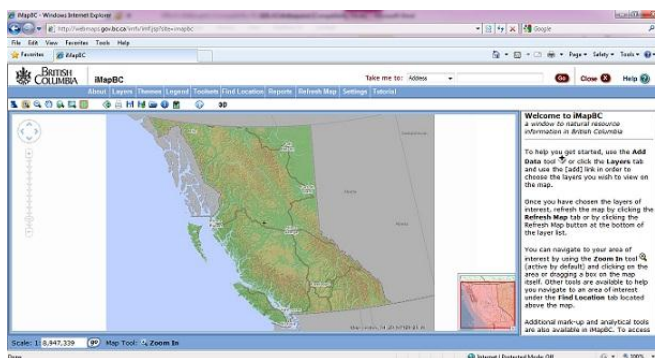 iMapBC - Windows Internet Explorer
http://webmaps.gov.bc.ca/imfx/imf.jsp?site=imapbc
Google
File Edit View Favorites Tools Help
Favorites iMapBC
Page Safety Tools
BRITISH COLUMBIA
iMapBC
Take me to: Address
Go Close Help
About Layers Themes Legend Toolsets Find Location Reports Refresh Map Settings Tutorial
3D
Welcome to iMapBC
a window to natural resource
information in British Columbia
To help you get started, use the Add
Data tool or click the Layers tab
and use the [add] link in order to
choose the layers you wish to view on
the map.
Once you have chosen the layers of
interest, refresh the map by clicking the
Refresh Map tab or by clicking the
Refresh Map button at the bottom of
the layer list.
You can navigate to your area of
interest by using the Zoom In tool
(active by default) and clicking on the
area or dragging a box on the map
itself. Other tools are available to help
you navigate to an area of interest
under the Find Location tab located
above the map.
Additional mark-up and analytical tools
are also available in iMapBC. To access
Scale: 1: 8,947,339 go Map Tool: Zoom In
Done
Internet | Protected Mode: Off
100%